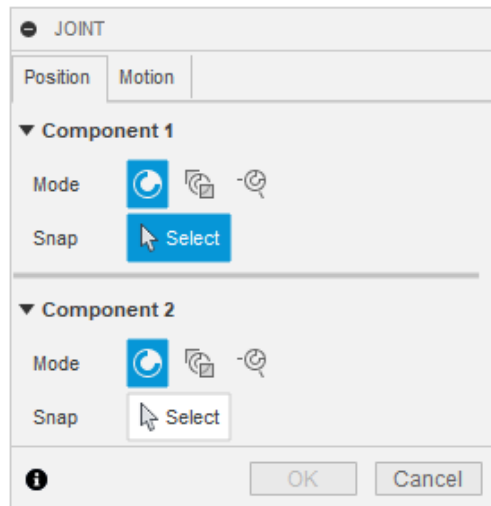 JOINT
Position Motion
Component 1
Mode
Snap Select
Component 2
Mode
Snap Select
OK Cancel